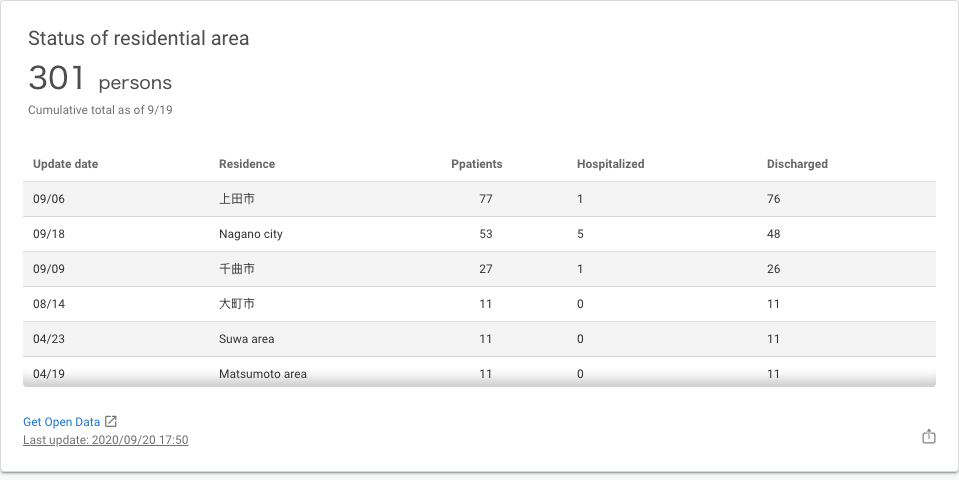 Status of residential area
301 persons
Cumulative total as of 9/19
Update date Residence Ppatients Hospitalized Discharged
09/06 上田市 77 1 76
09/18 Nagano city 53 5 48
09/09 千曲市 27 1 26
08/14 大町市 11 0 11
04/23 Suwa area 11 0 11
04/19 Matsumoto area 11 0 11
Get Open Data
Last update: 2020/09/20 17:50